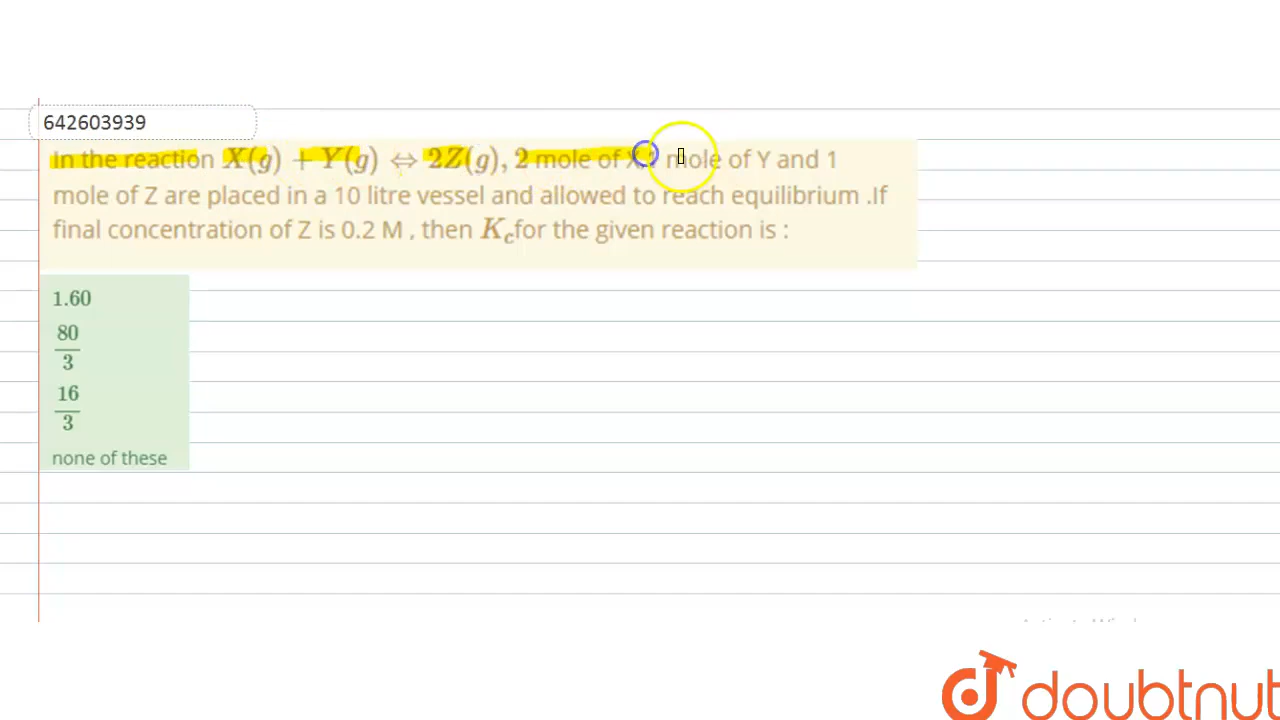 642603939
In the reaction X(g) + Y(g) ⇔ 2Z(g), 2 mole of X,1 mole of Y and 1
mole of Z are placed in a 10 litre vessel and allowed to reach equilibrium .If
final concentration of Z is 0.2 M , then K_c for the given reaction is :
1.60
80/3
16/3
none of these
doubtnut